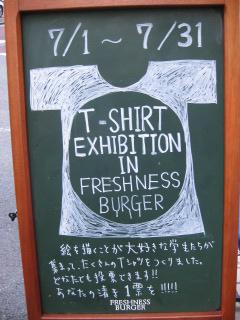 7/1 ~ 7/31
T-SHIRT
EXHIBITION
IN
FRESHNESS
BURGER
絵を描くことが大好きな学生たちが
集まって、たくさんのTシャツをつくりました。
どなたでも投票できます!!
あなたの清き1票を!!!!!
FRESHNESS
BURGER